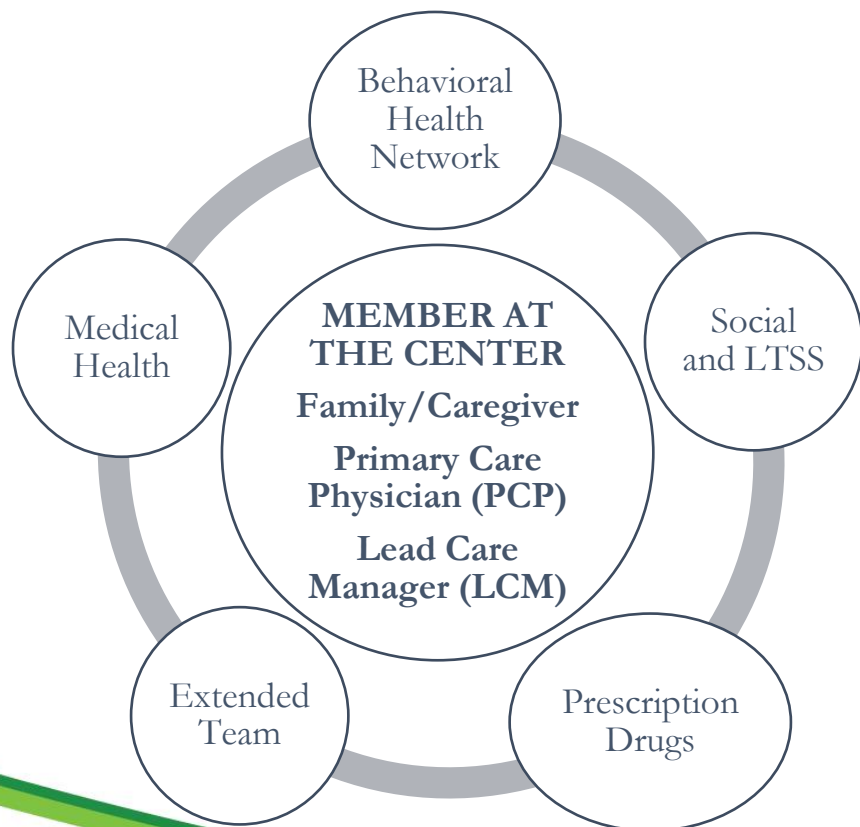 Behavioral
Health
Network
Medical
Health
MEMBER AT
THE CENTER
Family/Caregiver
Primary Care
Physician (PCP)
Lead Care
Manager (LCM)
Social
and LTSS
Extended
Team
Prescription
Drugs